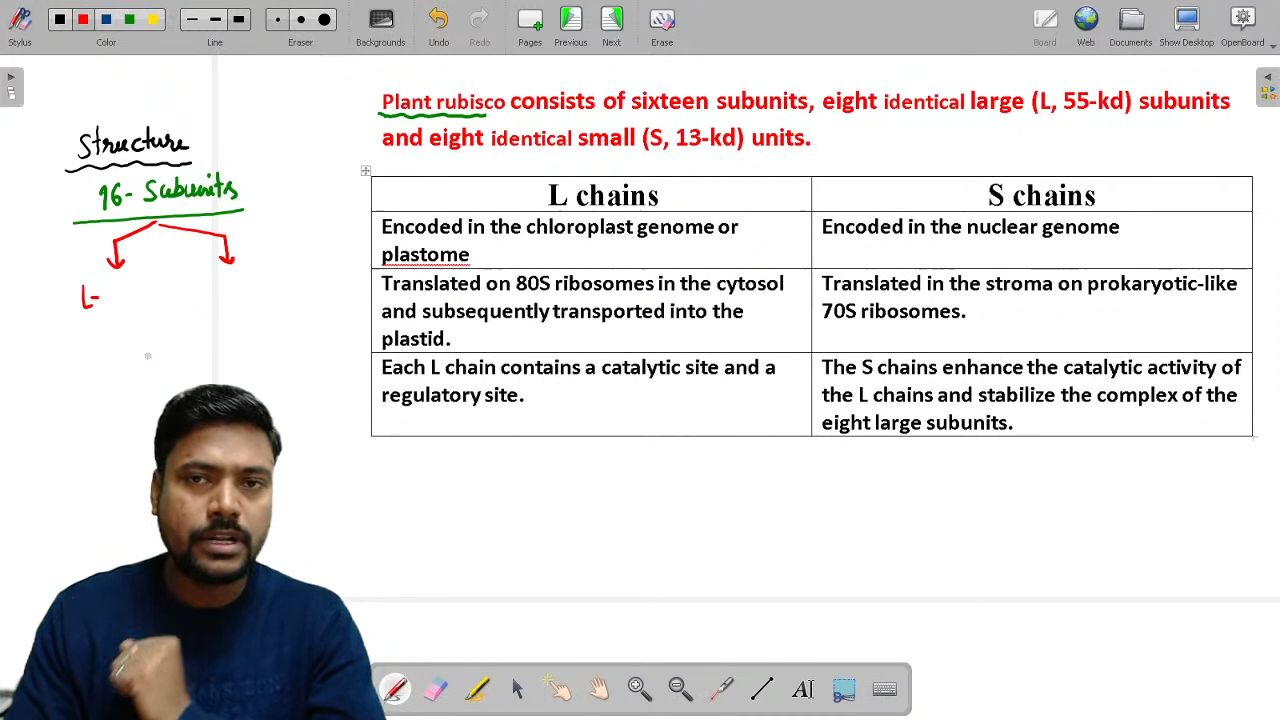 Stylus
Color
Line
Eraser
Backgrounds
Undo
Redo
Pages
Previous
Next
Erase
Board
Web
Documents
Show Desktop
OpenBoard
Structure
16- Subunits
L-
Plant rubisco consists of sixteen subunits, eight identical large (L, 55-kd) subunits
and eight identical small (S, 13-kd) units.
L chains
S chains
Encoded in the chloroplast genome or
plastome
Encoded in the nuclear genome
Translated on 80S ribosomes in the cytosol
and subsequently transported into the
plastid.
Translated in the stroma on prokaryotic-like
70S ribosomes.
Each L chain contains a catalytic site and a
regulatory site.
The S chains enhance the catalytic activity of
the L chains and stabilize the complex of the
eight large subunits.
AI